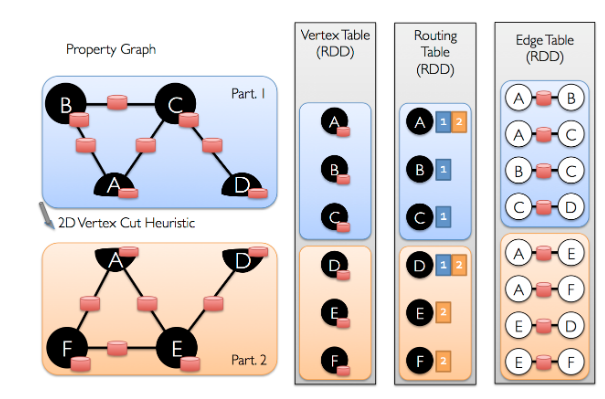 Property Graph
Part. 1
B
C
A
D
2D Vertex Cut Heuristic
A
D
F
E
Part. 2
Vertex Table
(RDD)
A
B
C
D
E
F
Routing
Table
(RDD)
A 1 2
B 1
C 1
D 1 2
E 2
F 2
Edge Table
(RDD)
A B
A C
B C
C D
A E
A F
E D
E F